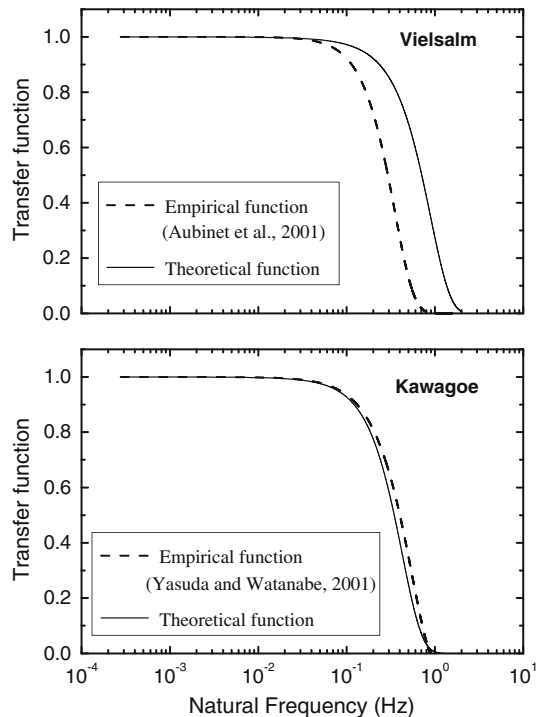 Vielsalm
Transfer function
1.0
0.8
0.6
0.4
0.2
0.0
Empirical function
(Aubinet et al., 2001)
Theoretical function
Kawagoe
Transfer function
1.0
0.8
0.6
0.4
0.2
0.0
Empirical function
(Yasuda and Watanabe, 2001)
Theoretical function
10⁻⁴ 10⁻³ 10⁻² 10⁻¹ 10⁰ 10¹
Natural Frequency (Hz)